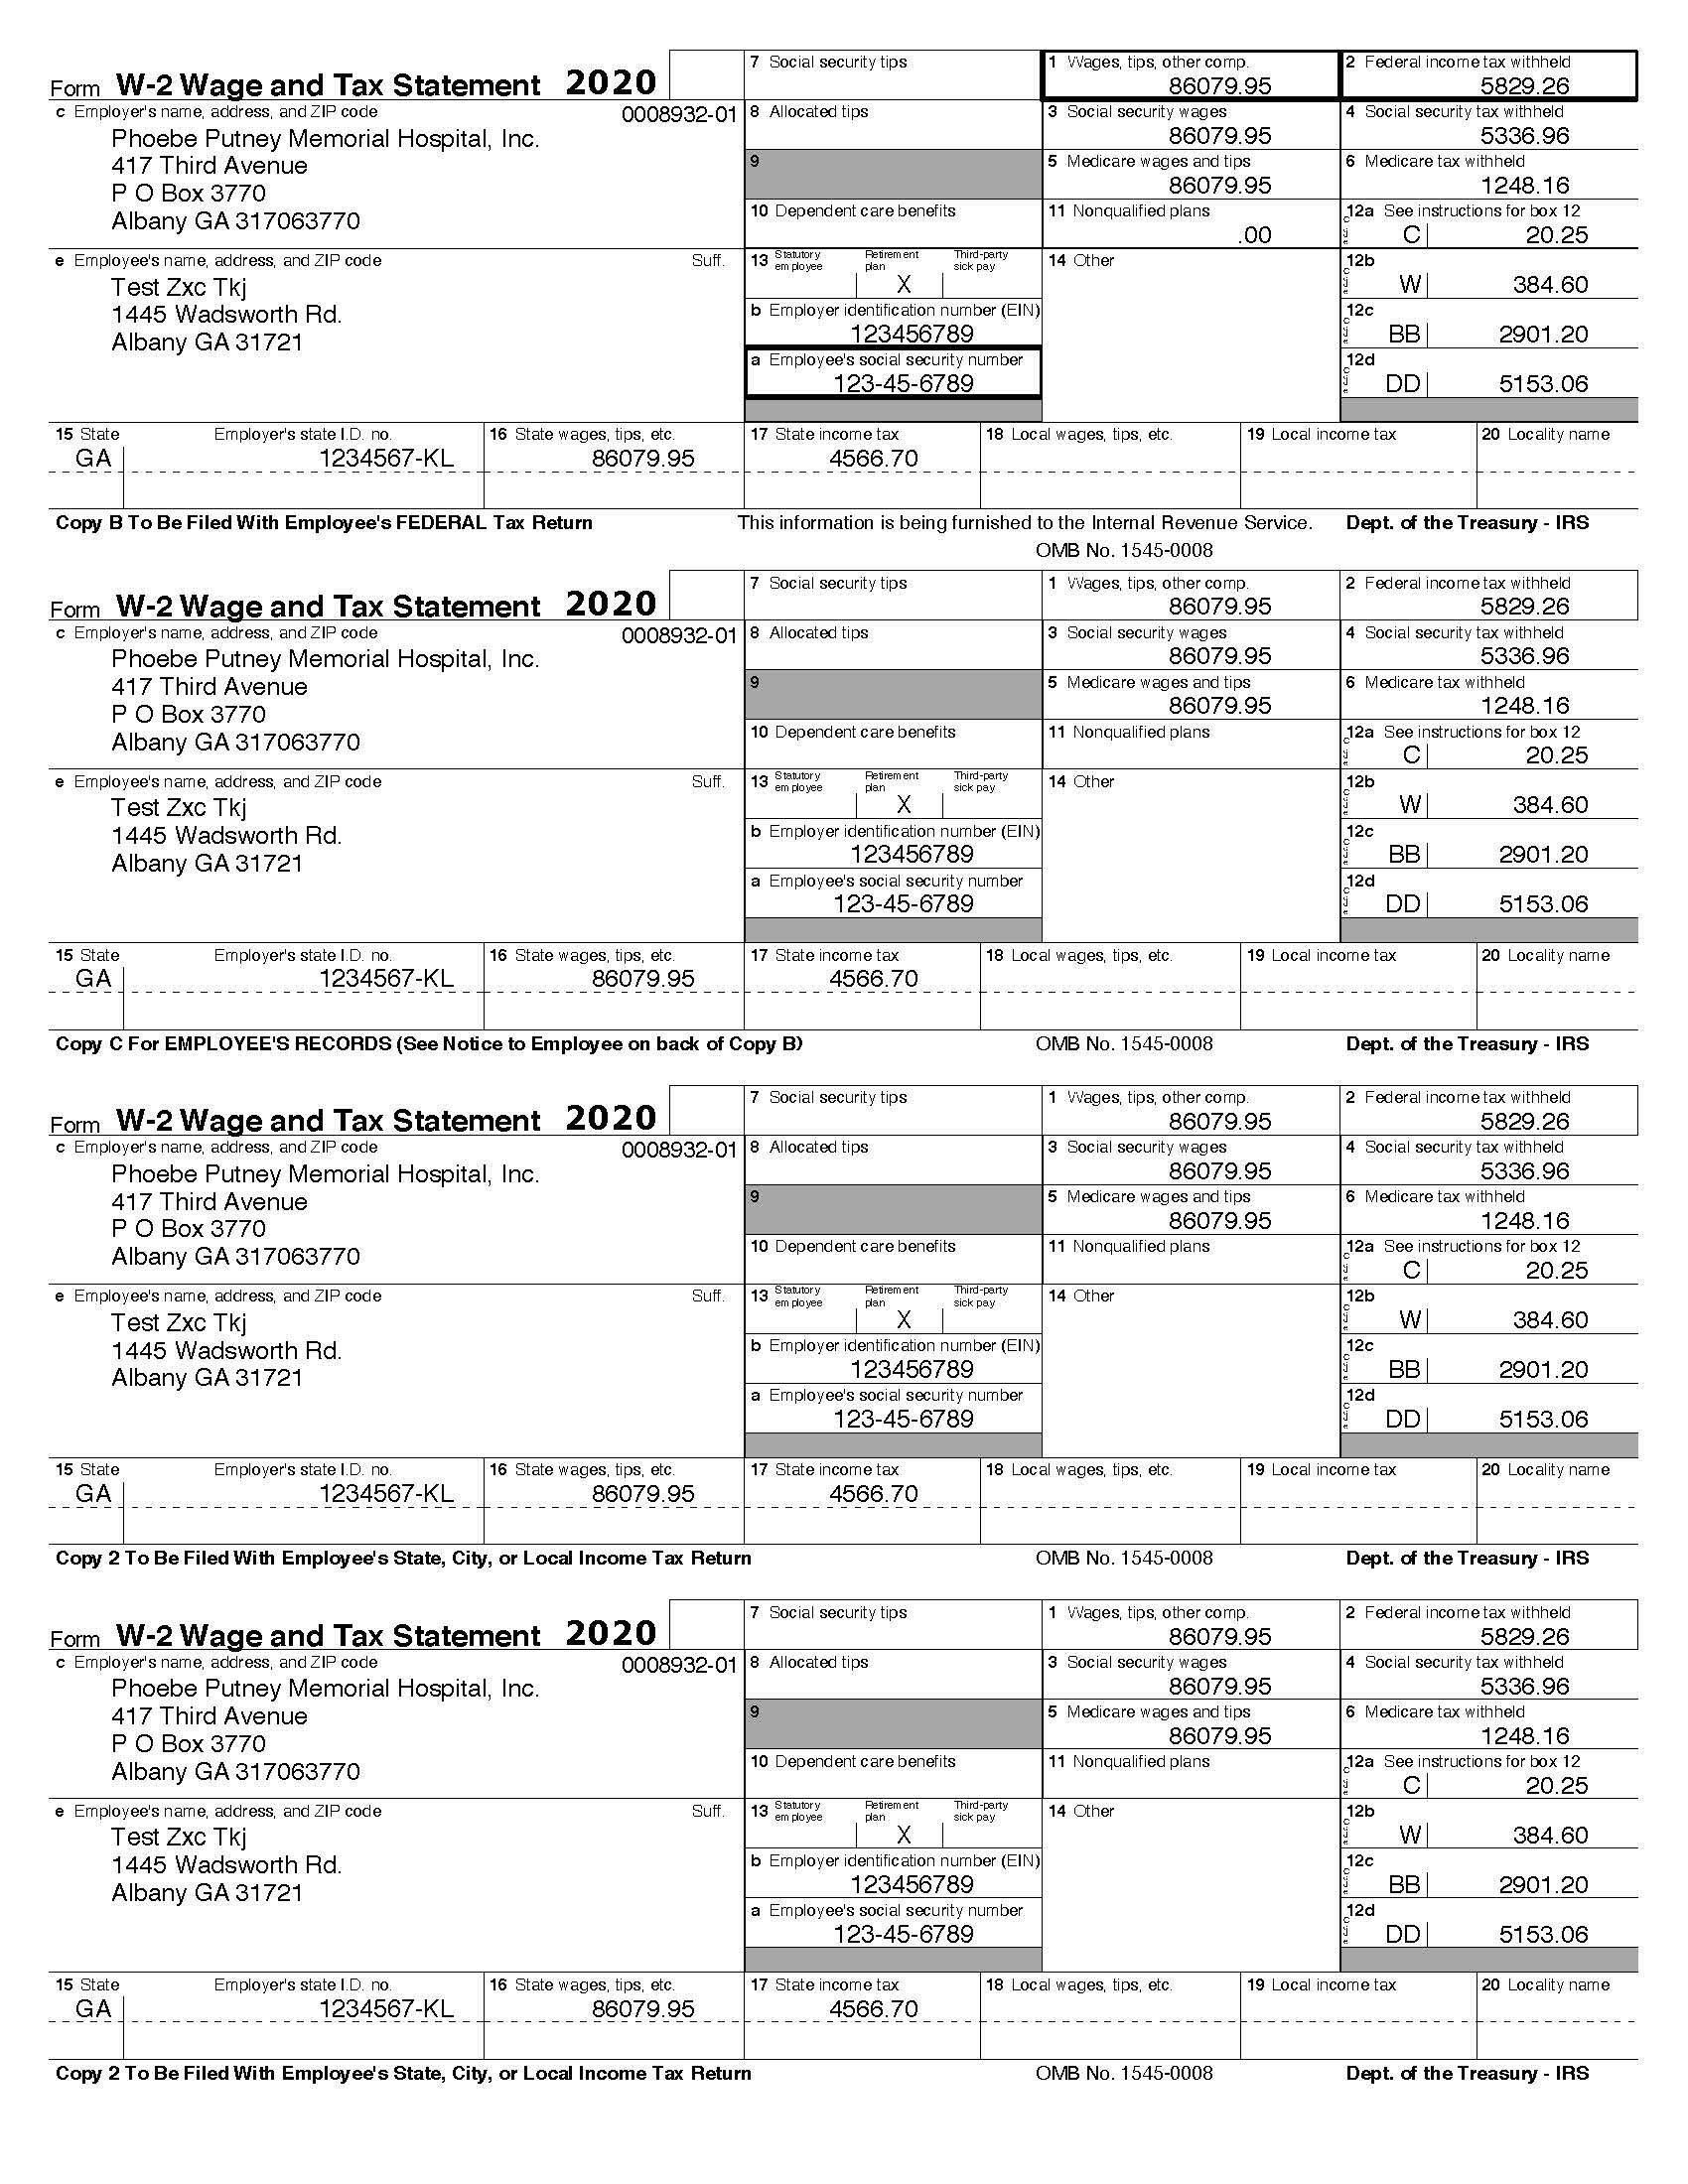 7 Social security tips 1 Wages, tips, other comp. 2 Federal income tax withheld
Form W-2 Wage and Tax Statement 2020 86079.95 5829.26
c Employer's name, address, and ZIP code 0008932-01 8 Allocated tips 3 Social security wages 4 Social security tax withheld
Phoebe Putney Memorial Hospital, Inc. 86079.95 5336.96
417 Third Avenue 9 5 Medicare wages and tips 6 Medicare tax withheld
P O Box 3770 86079.95 1248.16
Albany GA 317063770 10 Dependent care benefits 11 Nonqualified plans 12a See instructions for box 12
.00 C 20.25
e Employee's name, address, and ZIP code Suff. 13 Statutory employee Retirement plan Third-party sick pay 14 Other 12b
Test Zxc Tkj X W 384.60
1445 Wadsworth Rd. b Employer identification number (EIN) 12c
Albany GA 31721 123456789 BB 2901.20
a Employee's social security number 12d
123-45-6789 DD 5153.06
15 State Employer's state I.D. no. 16 State wages, tips, etc. 17 State income tax 18 Local wages, tips, etc. 19 Local income tax 20 Locality name
GA 1234567-KL 86079.95 4566.70
Copy B To Be Filed With Employee's FEDERAL Tax Return This information is being furnished to the Internal Revenue Service. Dept. of the Treasury - IRS
OMB No. 1545-0008
7 Social security tips 1 Wages, tips, other comp. 2 Federal income tax withheld
Form W-2 Wage and Tax Statement 2020 86079.95 5829.26
c Employer's name, address, and ZIP code 0008932-01 8 Allocated tips 3 Social security wages 4 Social security tax withheld
Phoebe Putney Memorial Hospital, Inc. 86079.95 5336.96
417 Third Avenue 9 5 Medicare wages and tips 6 Medicare tax withheld
P O Box 3770 86079.95 1248.16
Albany GA 317063770 10 Dependent care benefits 11 Nonqualified plans 12a See instructions for box 12
C 20.25
e Employee's name, address, and ZIP code Suff. 13 Statutory employee Retirement plan Third-party sick pay 14 Other 12b
Test Zxc Tkj X W 384.60
1445 Wadsworth Rd. b Employer identification number (EIN) 12c
Albany GA 31721 123456789 BB 2901.20
a Employee's social security number 12d
123-45-6789 DD 5153.06
15 State Employer's state I.D. no. 16 State wages, tips, etc. 17 State income tax 18 Local wages, tips, etc. 19 Local income tax 20 Locality name
GA 1234567-KL 86079.95 4566.70
Copy C For EMPLOYEE'S RECORDS (See Notice to Employee on back of Copy B) OMB No. 1545-0008 Dept. of the Treasury - IRS
7 Social security tips 1 Wages, tips, other comp. 2 Federal income tax withheld
Form W-2 Wage and Tax Statement 2020 86079.95 5829.26
c Employer's name, address, and ZIP code 0008932-01 8 Allocated tips 3 Social security wages 4 Social security tax withheld
Phoebe Putney Memorial Hospital, Inc. 86079.95 5336.96
417 Third Avenue 9 5 Medicare wages and tips 6 Medicare tax withheld
P O Box 3770 86079.95 1248.16
Albany GA 317063770 10 Dependent care benefits 11 Nonqualified plans 12a See instructions for box 12
C 20.25
e Employee's name, address, and ZIP code Suff. 13 Statutory employee Retirement plan Third-party sick pay 14 Other 12b
Test Zxc Tkj X W 384.60
1445 Wadsworth Rd. b Employer identification number (EIN) 12c
Albany GA 31721 123456789 BB 2901.20
a Employee's social security number 12d
123-45-6789 DD 5153.06
15 State Employer's state I.D. no. 16 State wages, tips, etc. 17 State income tax 18 Local wages, tips, etc. 19 Local income tax 20 Locality name
GA 1234567-KL 86079.95 4566.70
Copy 2 To Be Filed With Employee's State, City, or Local Income Tax Return OMB No. 1545-0008 Dept. of the Treasury - IRS
7 Social security tips 1 Wages, tips, other comp. 2 Federal income tax withheld
Form W-2 Wage and Tax Statement 2020 86079.95 5829.26
c Employer's name, address, and ZIP code 0008932-01 8 Allocated tips 3 Social security wages 4 Social security tax withheld
Phoebe Putney Memorial Hospital, Inc. 86079.95 5336.96
417 Third Avenue 9 5 Medicare wages and tips 6 Medicare tax withheld
P O Box 3770 86079.95 1248.16
Albany GA 317063770 10 Dependent care benefits 11 Nonqualified plans 12a See instructions for box 12
C 20.25
e Employee's name, address, and ZIP code Suff. 13 Statutory employee Retirement plan Third-party sick pay 14 Other 12b
Test Zxc Tkj X W 384.60
1445 Wadsworth Rd. b Employer identification number (EIN) 12c
Albany GA 31721 123456789 BB 2901.20
a Employee's social security number 12d
123-45-6789 DD 5153.06
15 State Employer's state I.D. no. 16 State wages, tips, etc. 17 State income tax 18 Local wages, tips, etc. 19 Local income tax 20 Locality name
GA 1234567-KL 86079.95 4566.70
Copy 2 To Be Filed With Employee's State, City, or Local Income Tax Return OMB No. 1545-0008 Dept. of the Treasury - IRS